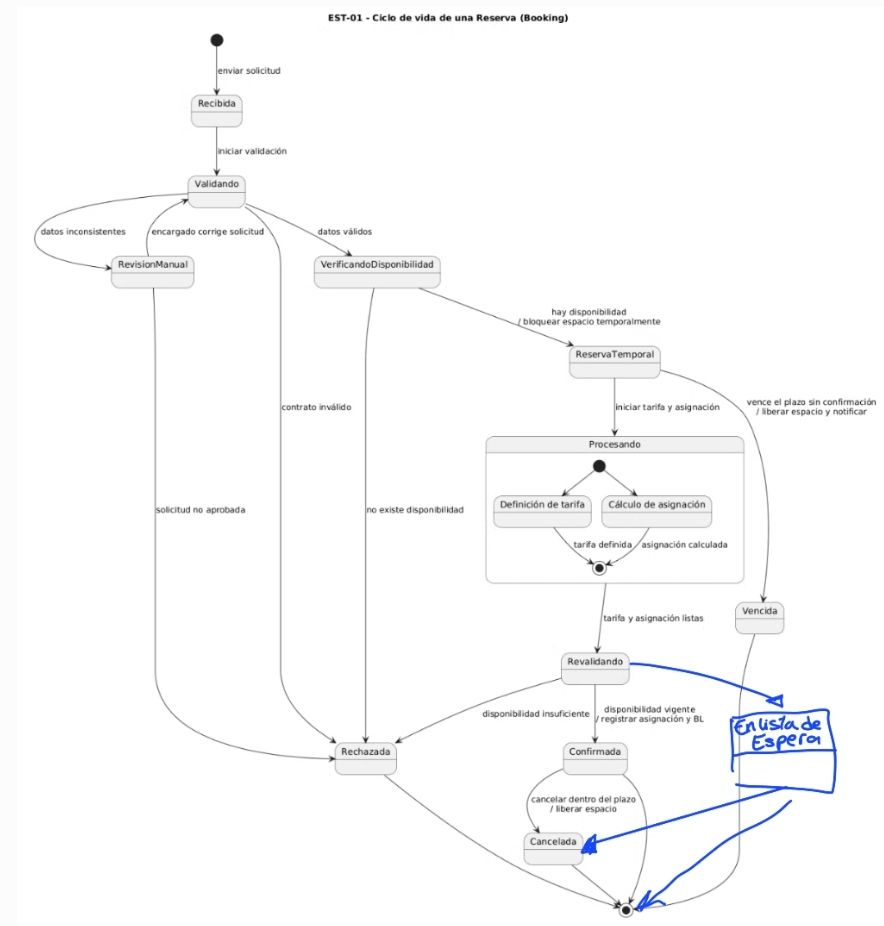 EST-01 - Ciclo de vida de una Reserva (Booking)
enviar solicitud
Recibida
iniciar validación
Validando
datos inconsistentes
encargado corrige solicitud
datos válidos
RevisionManual
VerificandoDisponibilidad
hay disponibilidad
/ bloquear espacio temporalmente
ReservaTemporal
contrato inválido
iniciar tarifa y asignación
vence el plazo sin confirmación
/ liberar espacio y notificar
Procesando
Definición de tarifa
Cálculo de asignación
solicitud no aprobada
no existe disponibilidad
tarifa definida
asignación calculada
Vencida
tarifa y asignación listas
Revalidando
disponibilidad insuficiente
disponibilidad vigente
/ registrar asignación y BL
En lista de
Espera
Rechazada
Confirmada
cancelar dentro del plazo
/ liberar espacio
Cancelada